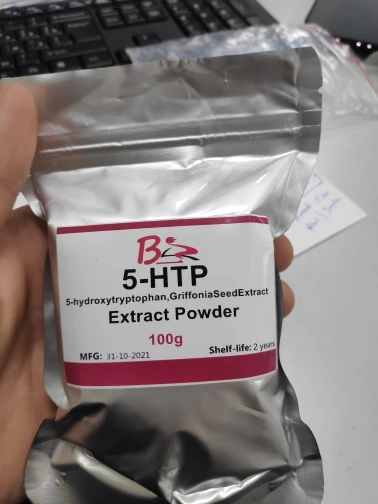 B
5-HTP
5-hydroxytryptophan,GriffoniaSeedExtract
Extract Powder
100g
MFG: 31-10-2021 Shelf-life: 2 years